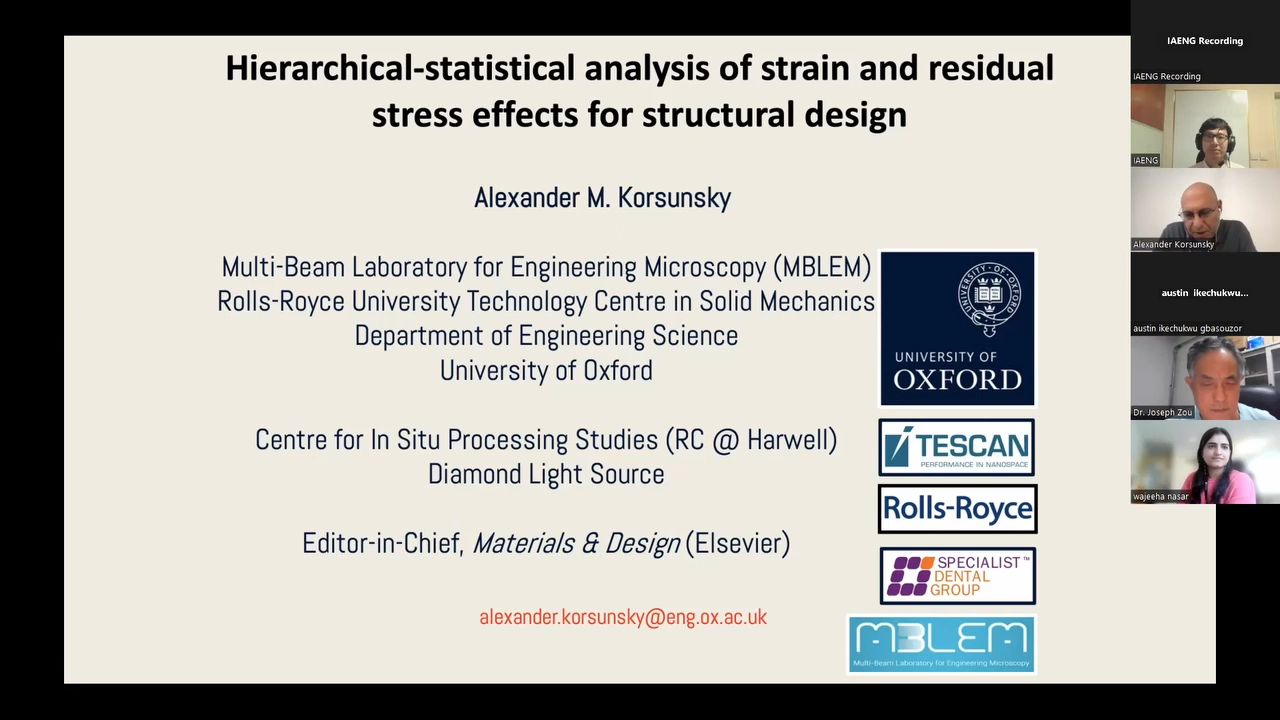 Hierarchical-statistical analysis of strain and residual
stress effects for structural design
Alexander M. Korsunsky
Multi-Beam Laboratory for Engineering Microscopy (MBLEM)
Rolls-Royce University Technology Centre in Solid Mechanics
Department of Engineering Science
University of Oxford
Centre for In Situ Processing Studies (RC @ Harwell)
Diamond Light Source
Editor-in-Chief, Materials & Design (Elsevier)
alexander.korsunsky@eng.ox.ac.uk
UNIVERSITY OF
OXFORD
TESCAN
PERFORMANCE IN NANOSPACE
Rolls-Royce
SPECIALIST™
DENTAL
GROUP
MBLEM
Multi-Beam Laboratory for Engineering Microscopy
IAENG Recording
IAENG Recording
IAENG
Alexander Korsunsky
austin ikechukwu...
austin ikechukwu gbasouzor
Dr. Joseph Zou
wajeeha nasar